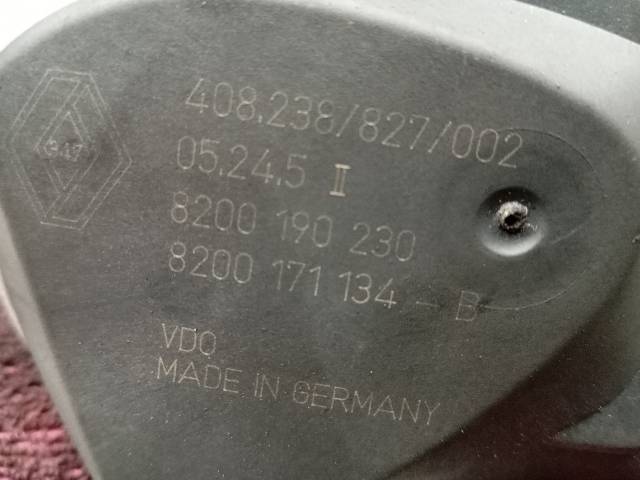 408.238/827/002
05.24.5 II
8200 190 230
8200 171 134 - B
VDO
MADE IN GERMANY